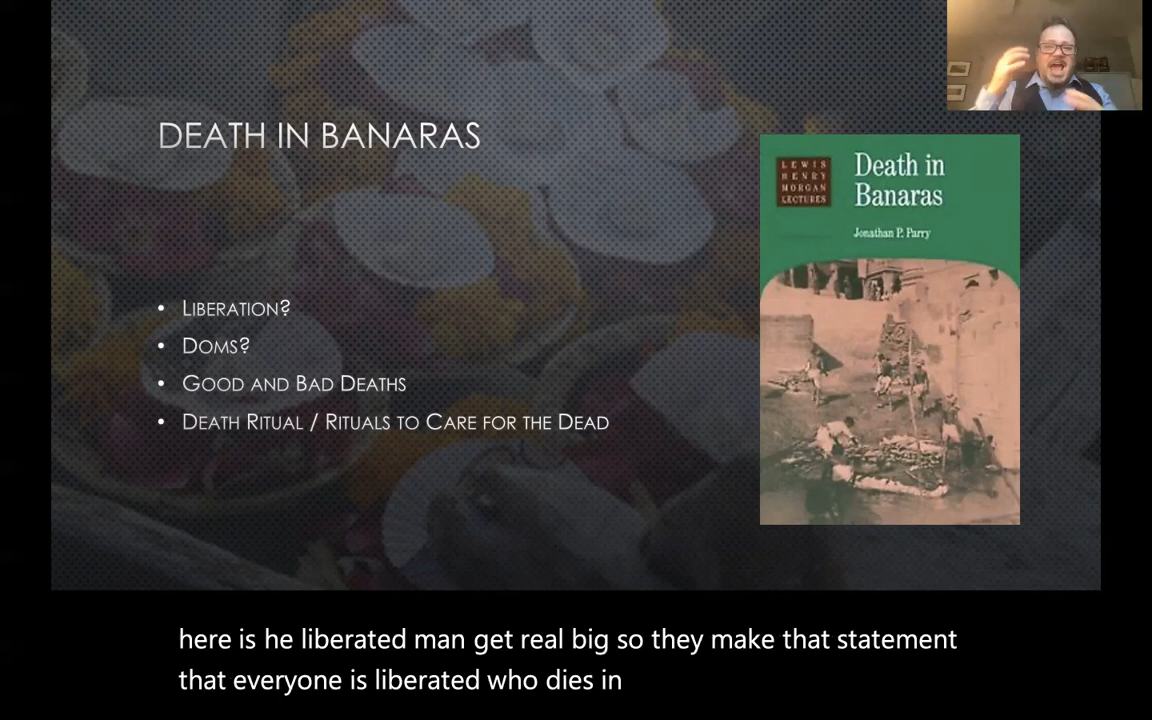 DEATH IN BANARAS
• LIBERATION?
• DOMS?
• GOOD AND BAD DEATHS
• DEATH RITUAL / RITUALS TO CARE FOR THE DEAD
LEWIS
HENRY
MORGAN
LECTURES
Death in
Banaras
Jonathan P. Parry
here is he liberated man get real big so they make that statement
that everyone is liberated who dies in